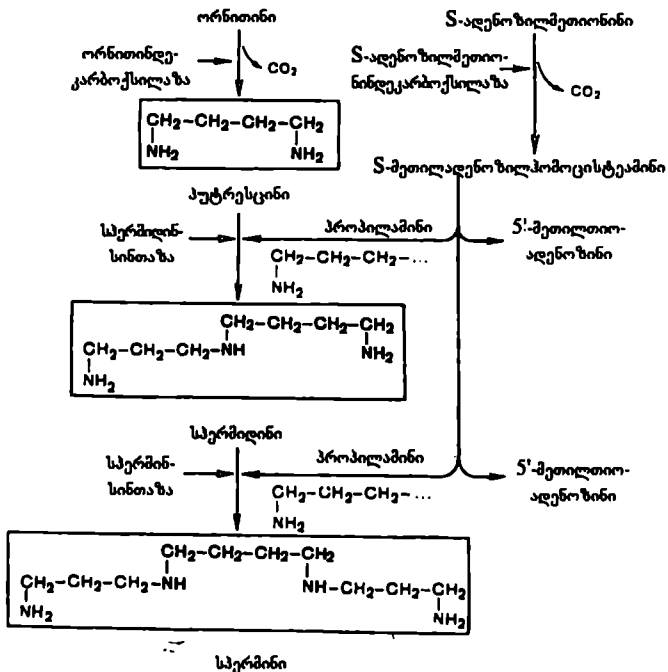 ორნითინი
S-ადენოზილმეთიონინი
ორნითინდე-
კარბოქსილაზა
CO₂
S-ადენოზილმეთიო-
ნინდეკარბოქსილაზა
CO₂
CH₂-CH₂-CH₂-CH₂
NH₂ NH₂
S-მეთილადენოზილჰომოცისტეამინი
პუტრესცინი
სპერმიდინ-
სინთაზა
პროპილამინი
5'-მეთილთიო-
ადენოზინი
CH₂-CH₂-CH₂-...
NH₂
CH₂-CH₂-CH₂-CH₂
CH₂-CH₂-CH₂-NH NH₂
NH₂
სპერმიდინი
სპერმინ-
სინთაზა
პროპილამინი
5'-მეთილთიო-
ადენოზინი
CH₂-CH₂-CH₂-...
NH₂
CH₂-CH₂-CH₂-CH₂
CH₂-CH₂-CH₂-NH NH-CH₂-CH₂-CH₂
NH₂ NH₂
სპერმინი